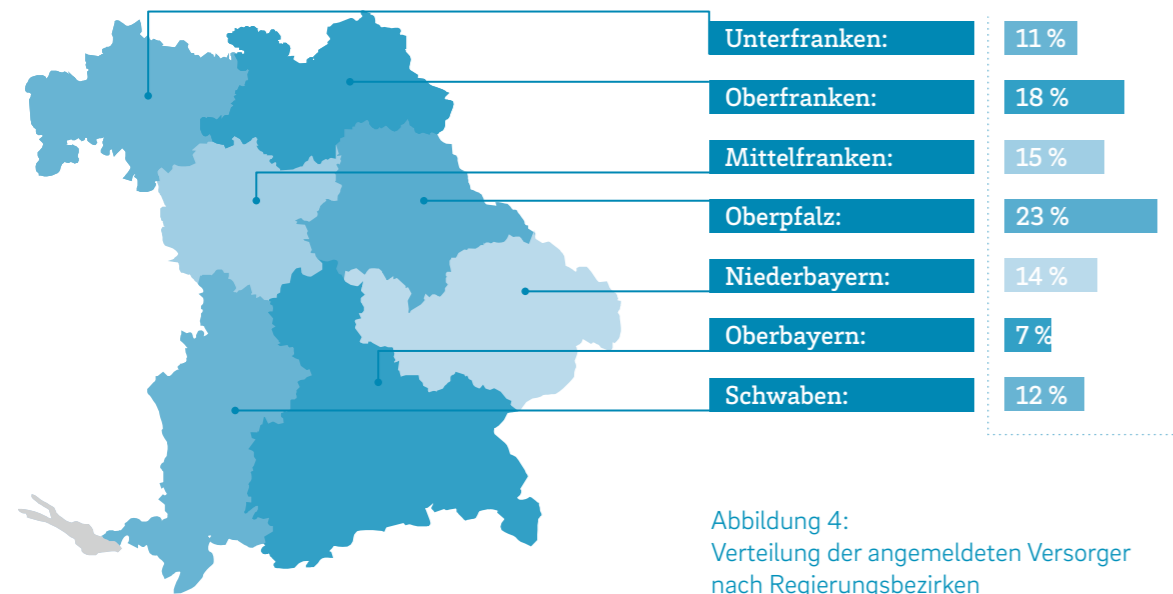 Unterfranken: 11 %
Oberfranken: 18 %
Mittelfranken: 15 %
Oberpfalz: 23 %
Niederbayern: 14 %
Oberbayern: 7 %
Schwaben: 12 %
Abbildung 4:
Verteilung der angemeldeten Versorger
nach Regierungsbezirken